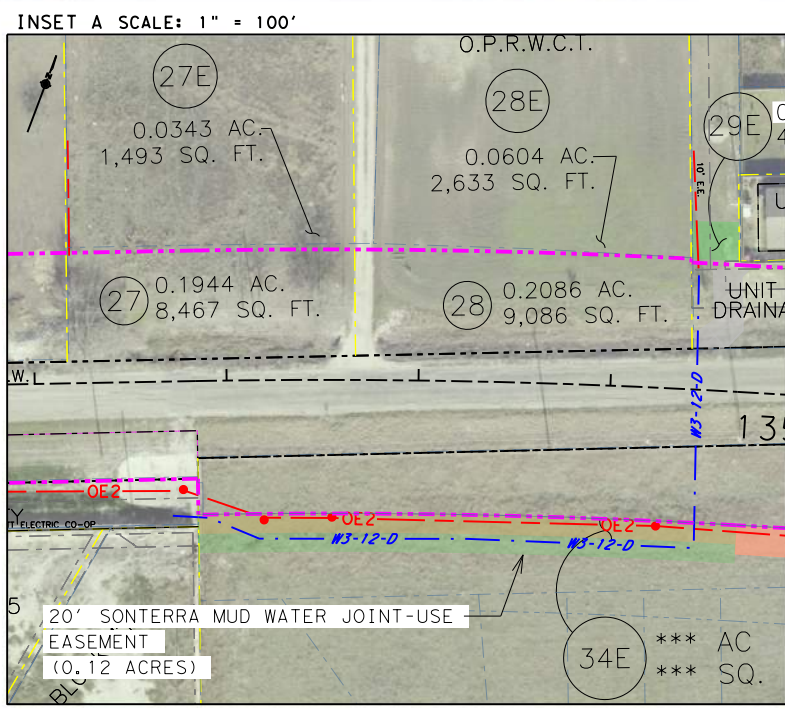 INSET A SCALE: 1" = 100'
O.P.R.W.C.T.
N
27E
28E
29E
0.0343 AC.
1,493 SQ. FT.
0.0604 AC.
2,633 SQ. FT.
10' E.E.
27
0.1944 AC.
8,467 SQ. FT.
28
0.2086 AC.
9,086 SQ. FT.
UNIT
DRAINA
.W.
W3-12-D
135
OE2
OE2
OE2
Y
T ELECTRIC CO-OP
W3-12-D
W3-12-D
5
20' SONTERRA MUD WATER JOINT-USE
EASEMENT
(0.12 ACRES)
BLO
34E
*** AC
*** SQ.